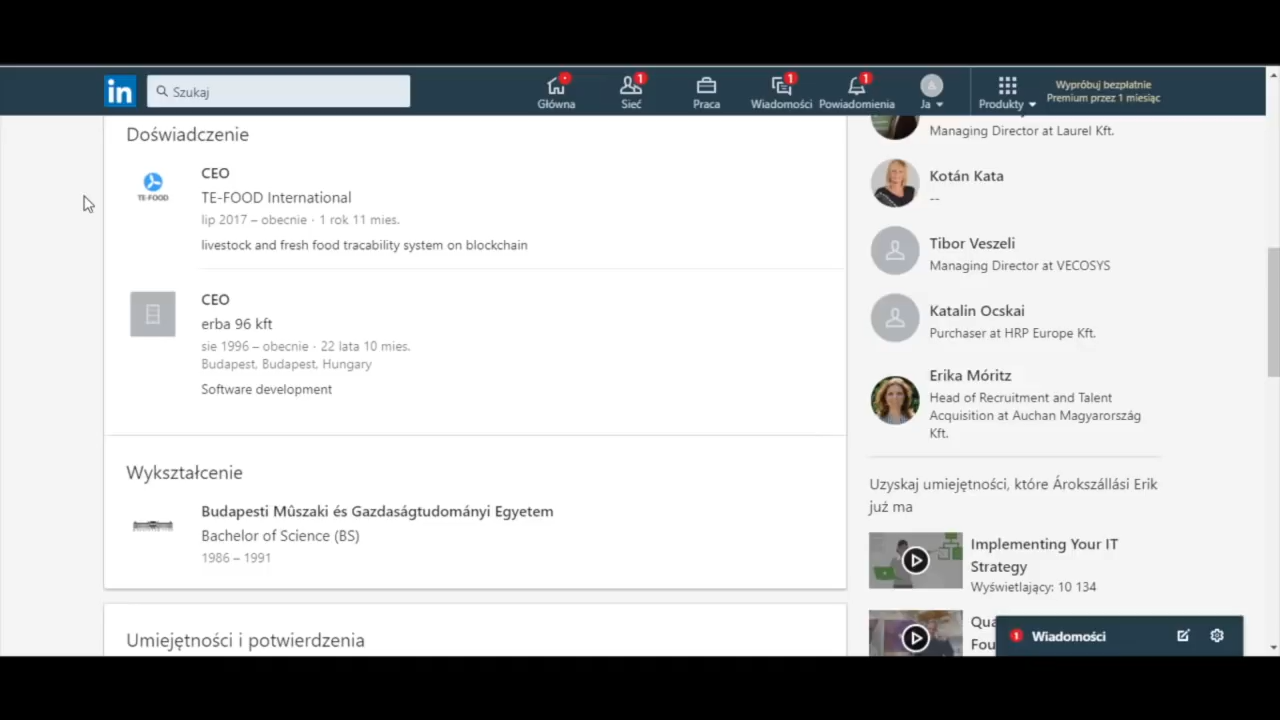 in
Szukaj
1
1
1
Główna
Sieć
Praca
Wiadomości
Powiadomienia
Ja
Produkty
Wypróbuj bezpłatnie
Premium przez 1 miesiąc
Doświadczenie
TE-FOOD
CEO
TE-FOOD International
lip 2017 – obecnie · 1 rok 11 mies.
livestock and fresh food tracability system on blockchain
CEO
erba 96 kft
sie 1996 – obecnie · 22 lata 10 mies.
Budapest, Budapest, Hungary
Software development
Wykształcenie
Budapesti Mûszaki és Gazdaságtudományi Egyetem
Bachelor of Science (BS)
1986 – 1991
Umiejętności i potwierdzenia
Managing Director at Laurel Kft.
Kotán Kata
--
Tibor Veszeli
Managing Director at VECOSYS
Katalin Ocskai
Purchaser at HRP Europe Kft.
Erika Móritz
Head of Recruitment and Talent
Acquisition at Auchan Magyarország
Kft.
Uzyskaj umiejętności, które Árokszállási Erik
już ma
Implementing Your IT
Strategy
Wyświetlający: 10 134
1 Wiadomości